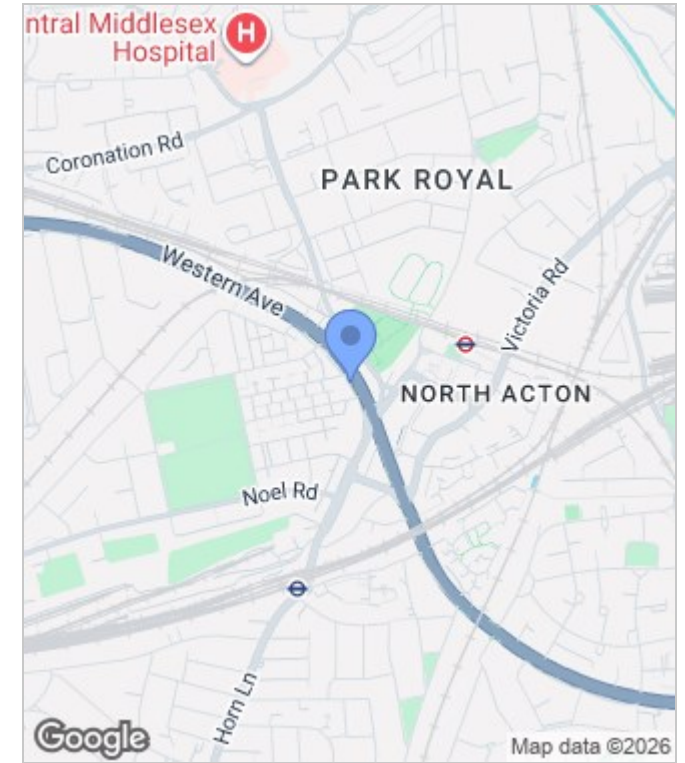 ntral Middlesex
Hospital
H
Coronation Rd
PARK ROYAL
Western Ave
Victoria Rd
NORTH ACTON
Noel Rd
Horn Ln
Google
Map data ©2026